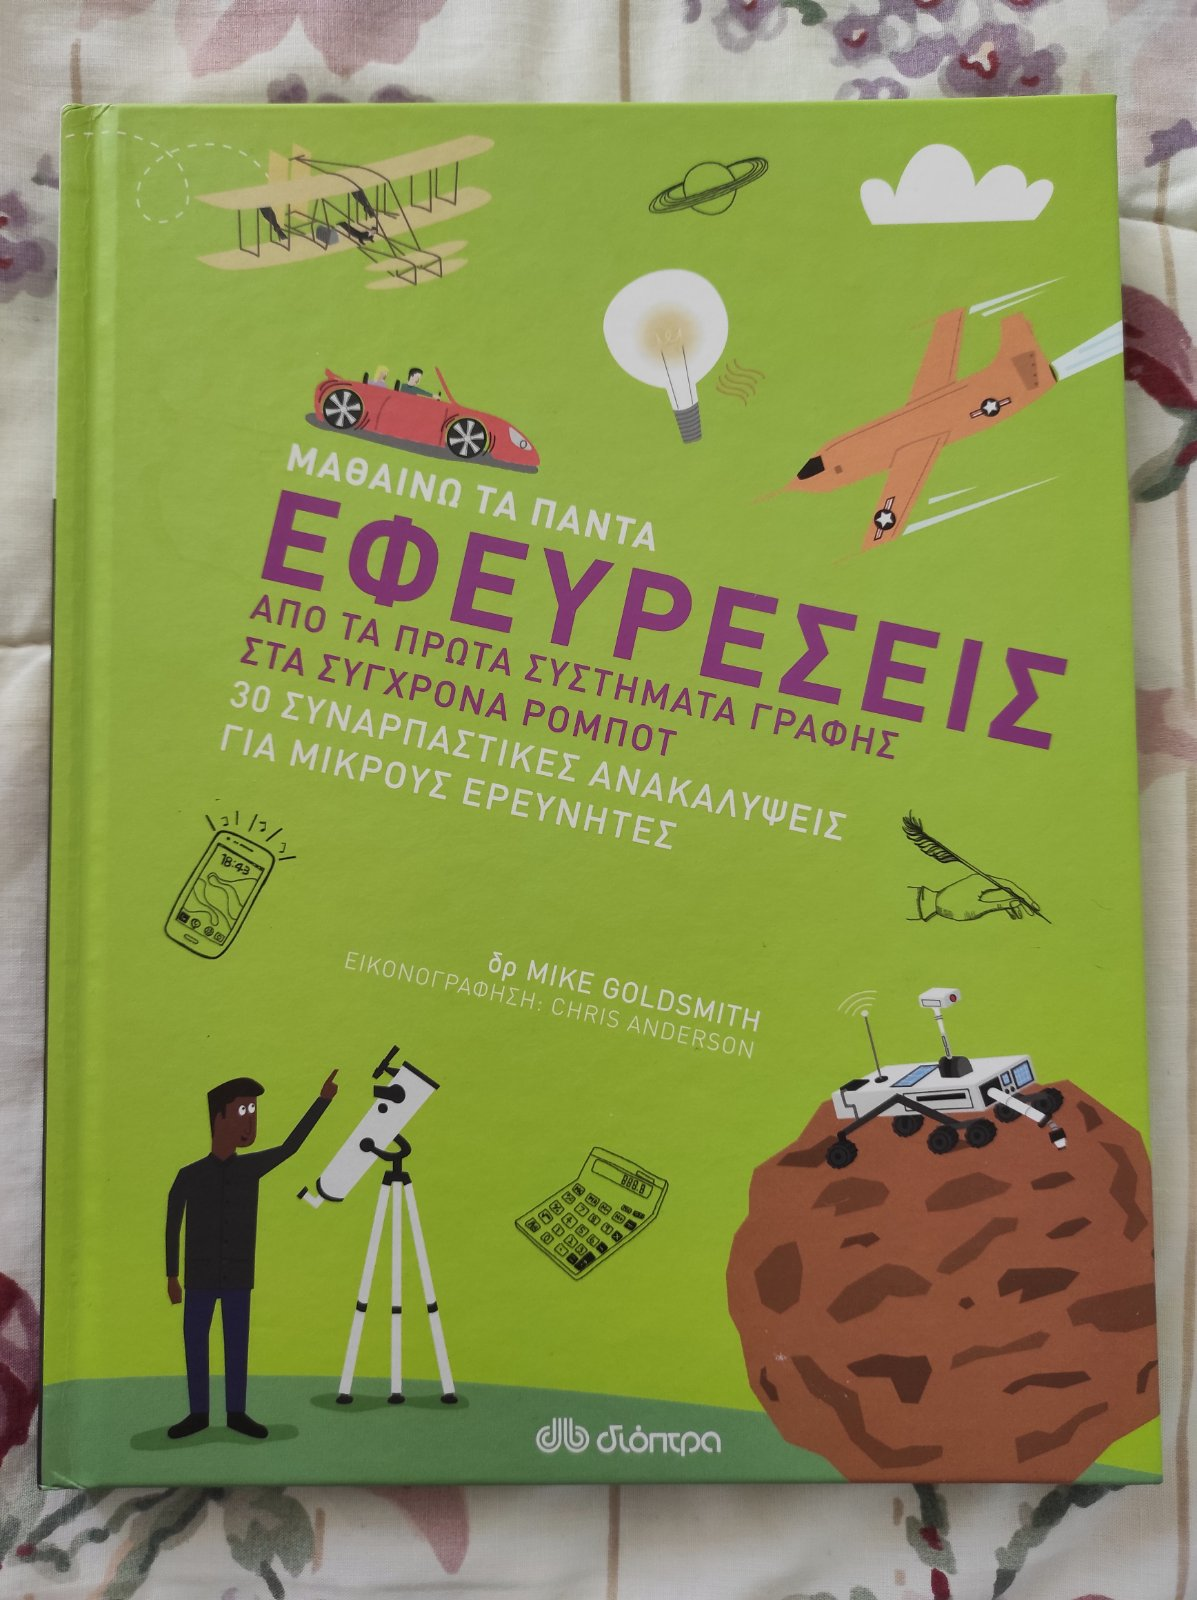 ΜΑΘΑΙΝΩ ΤΑ ΠΑΝΤΑ
ΕΦΕΥΡΕΣΕΙΣ
ΑΠΟ ΤΑ ΠΡΩΤΑ ΣΥΣΤΗΜΑΤΑ ΓΡΑΦΗΣ
ΣΤΑ ΣΥΓΧΡΟΝΑ ΡΟΜΠΟΤ
30 ΣΥΝΑΡΠΑΣΤΙΚΕΣ ΑΝΑΚΑΛΥΨΕΙΣ
ΓΙΑ ΜΙΚΡΟΥΣ ΕΡΕΥΝΗΤΕΣ
18:43
δρ MIKE GOLDSMITH
ΕΙΚΟΝΟΓΡΑΦΗΣΗ: CHRIS ANDERSON
διόπτρα